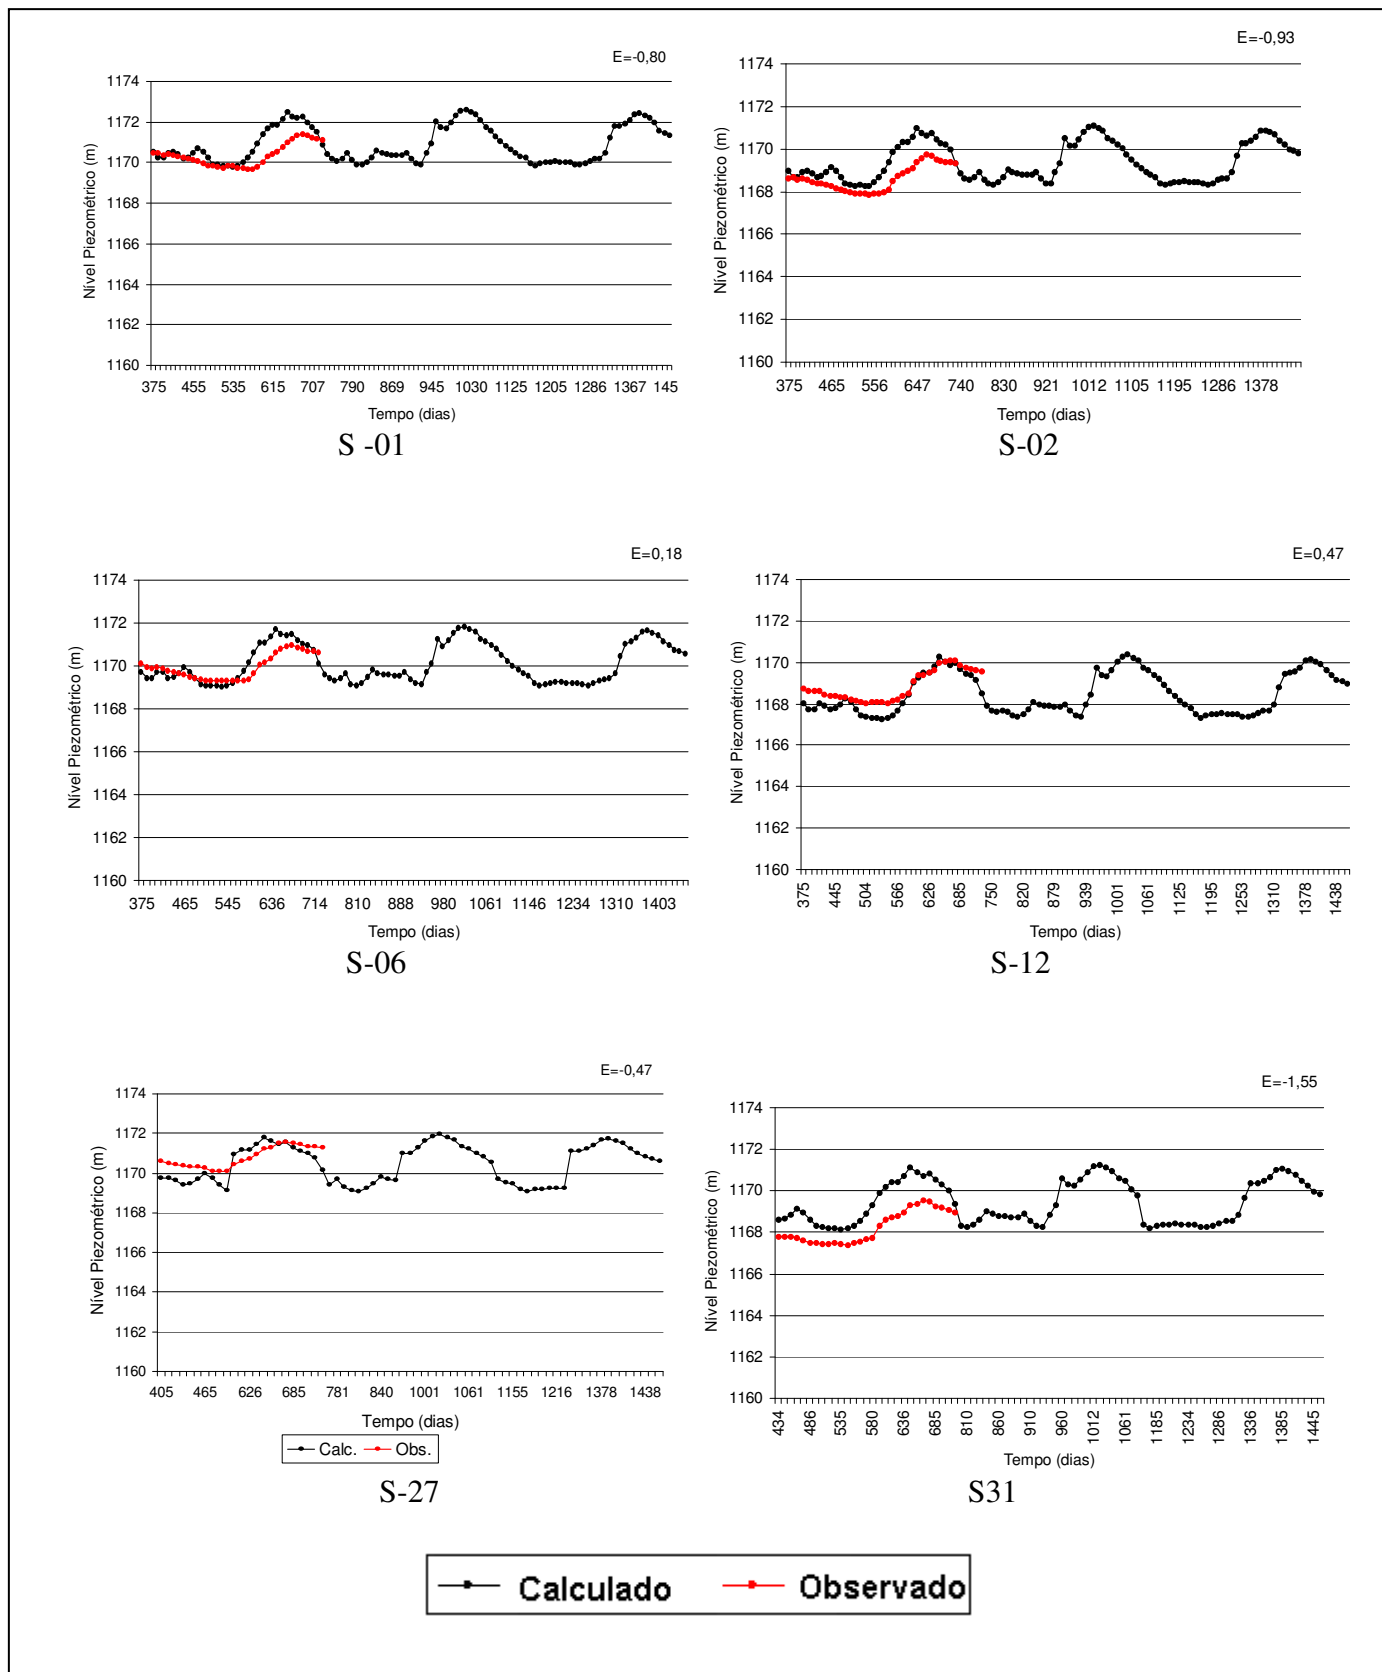 E=-0,80
1174
1172
1170
1168
1166
1164
1162
1160
Nível Piezométrico (m)
375 455 535 615 707 790 869 945 1030 1125 1205 1286 1367 145
Tempo (dias)
S -01
E=-0,93
1174
1172
1170
1168
1166
1164
1162
1160
Nível Piezométrico (m)
375 465 556 647 740 830 921 1012 1105 1195 1286 1378
Tempo (dias)
S-02
E=0,18
1174
1172
1170
1168
1166
1164
1162
1160
Nível Piezométrico (m)
375 465 545 636 714 810 888 980 1061 1146 1234 1310 1403
Tempo (dias)
S-06
E=0,47
1174
1172
1170
1168
1166
1164
1162
1160
Nível Piezométrico (m)
375 445 504 566 626 685 750 820 879 939 1001 1061 1125 1195 1253 1310 1378 1438
Tempo (dias)
S-12
E=-0,47
1174
1172
1170
1168
1166
1164
1162
1160
Nível Piezométrico (m)
405 465 626 685 781 840 1001 1061 1155 1216 1378 1438
Tempo (dias)
Calc. Obs.
S-27
E=-1,55
1174
1172
1170
1168
1166
1164
1162
1160
Nível Piezométrico (m)
434 486 535 580 636 685 810 860 910 960 1012 1061 1185 1234 1286 1336 1385 1445
Tempo (dias)
S31
Calculado Observado